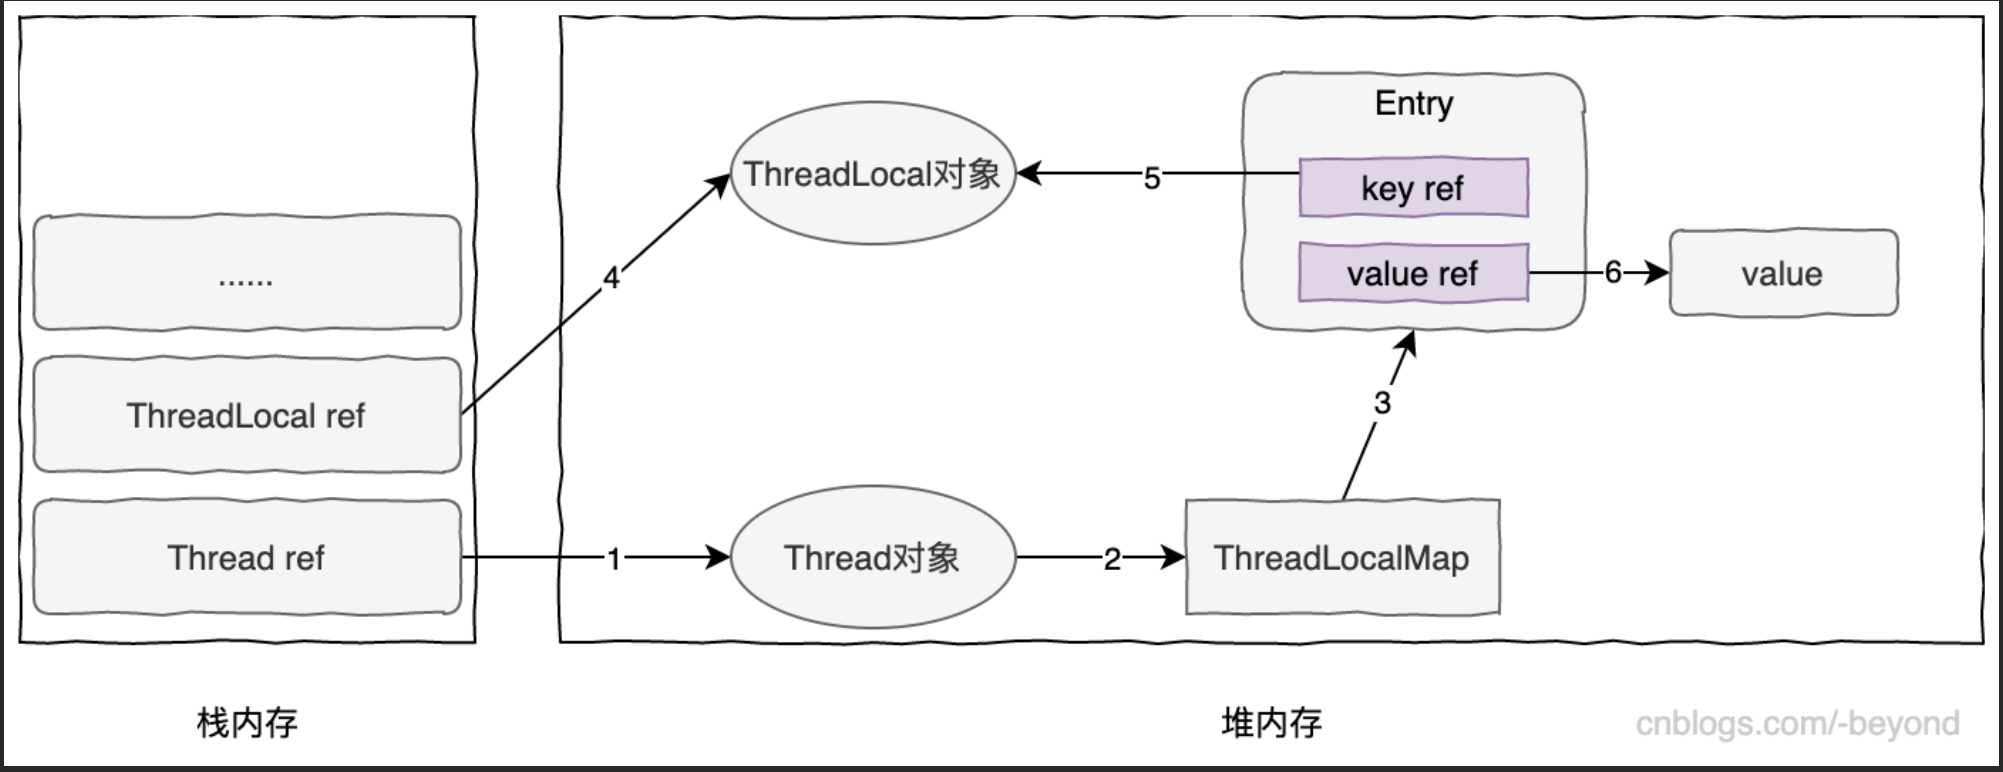 Entry
ThreadLocal对象
5
key ref
4
value ref
6
value
......
ThreadLocal ref
3
Thread ref
1
Thread对象
2
ThreadLocalMap
栈内存
堆内存
cnblogs.com/-beyond